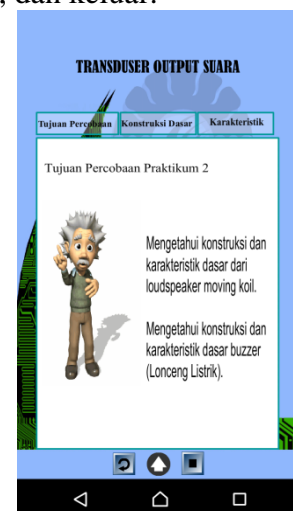 , dan keluar.
TRANSDUSER OUTPUT SUARA
Tujuan Percobaan Konstruksi Dasar Karakteristik
Tujuan Percobaan Praktikum 2
Mengetahui konstruksi dan
karakteristik dasar dari
loudspeaker moving koil.
Mengetahui konstruksi dan
karakteristik dasar buzzer
(Lonceng Listrik).